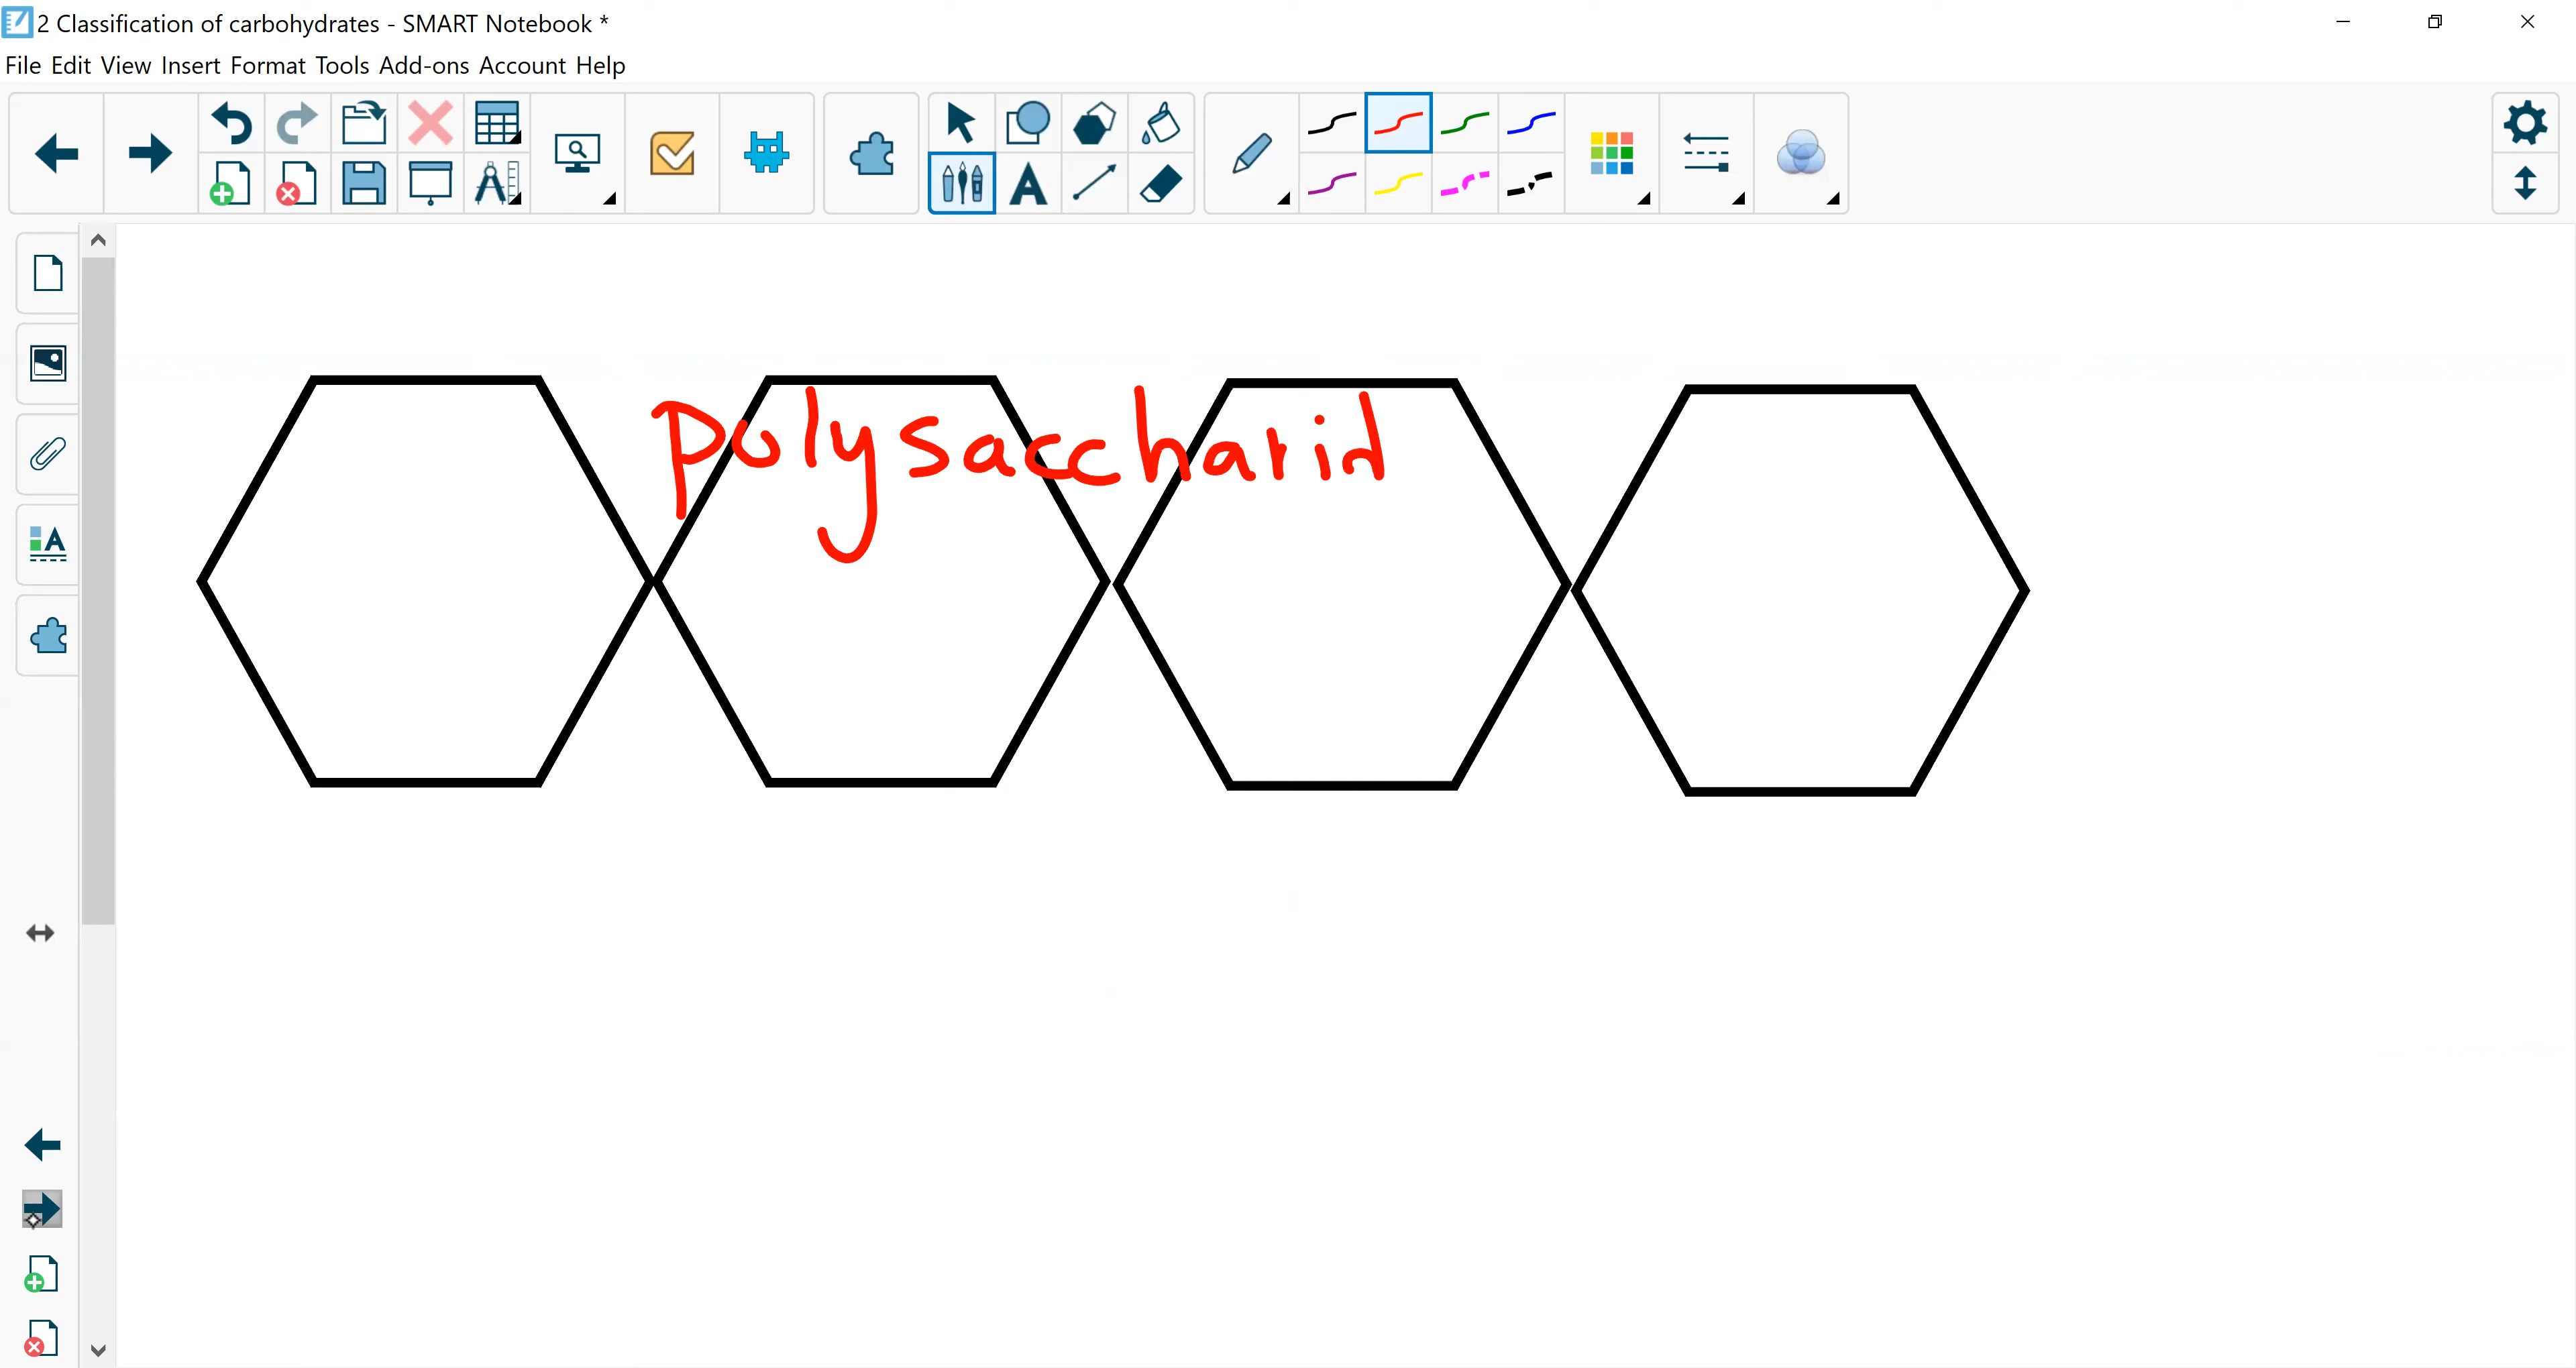 2 Classification of carbohydrates - SMART Notebook *
File Edit View Insert Format Tools Add-ons Account Help
polysaccharid